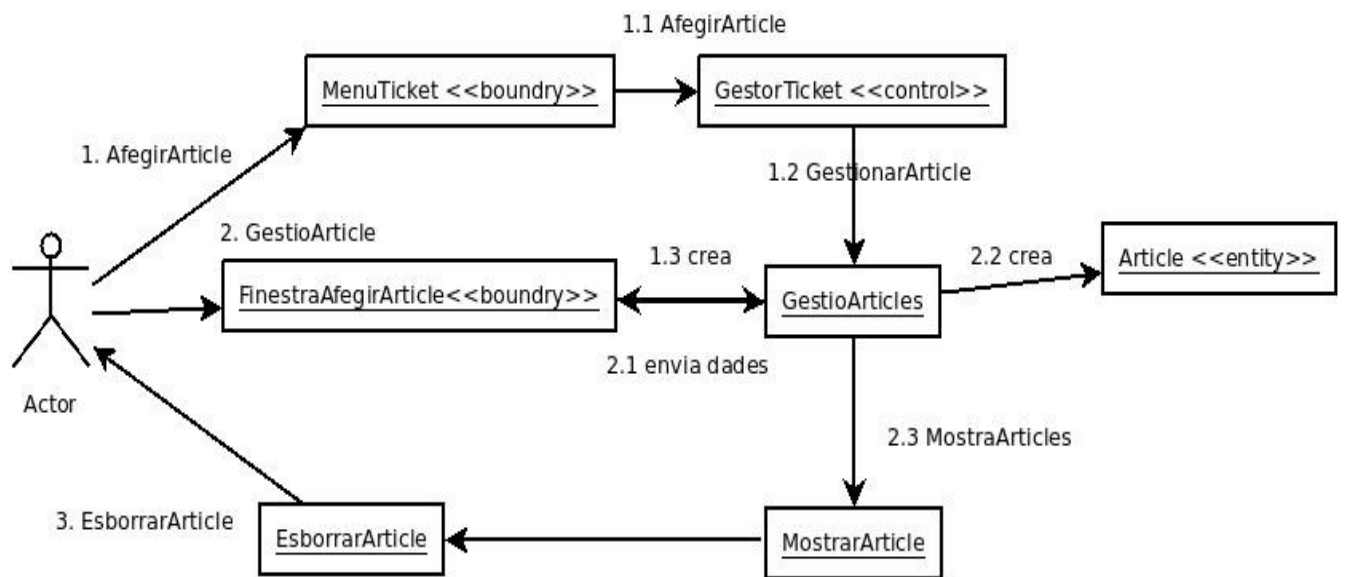 1.1 AfegirArticle
MenuTicket <<boundry>>
GestorTicket <<control>>
1. AfegirArticle
1.2 GestionarArticle
2. GestioArticle
1.3 crea
2.2 crea
Article <<entity>>
FinestraAfegirArticle<<boundry>>
GestioArticles
2.1 envia dades
Actor
2.3 MostraArticles
3. EsborrarArticle
EsborrarArticle
MostrarArticle